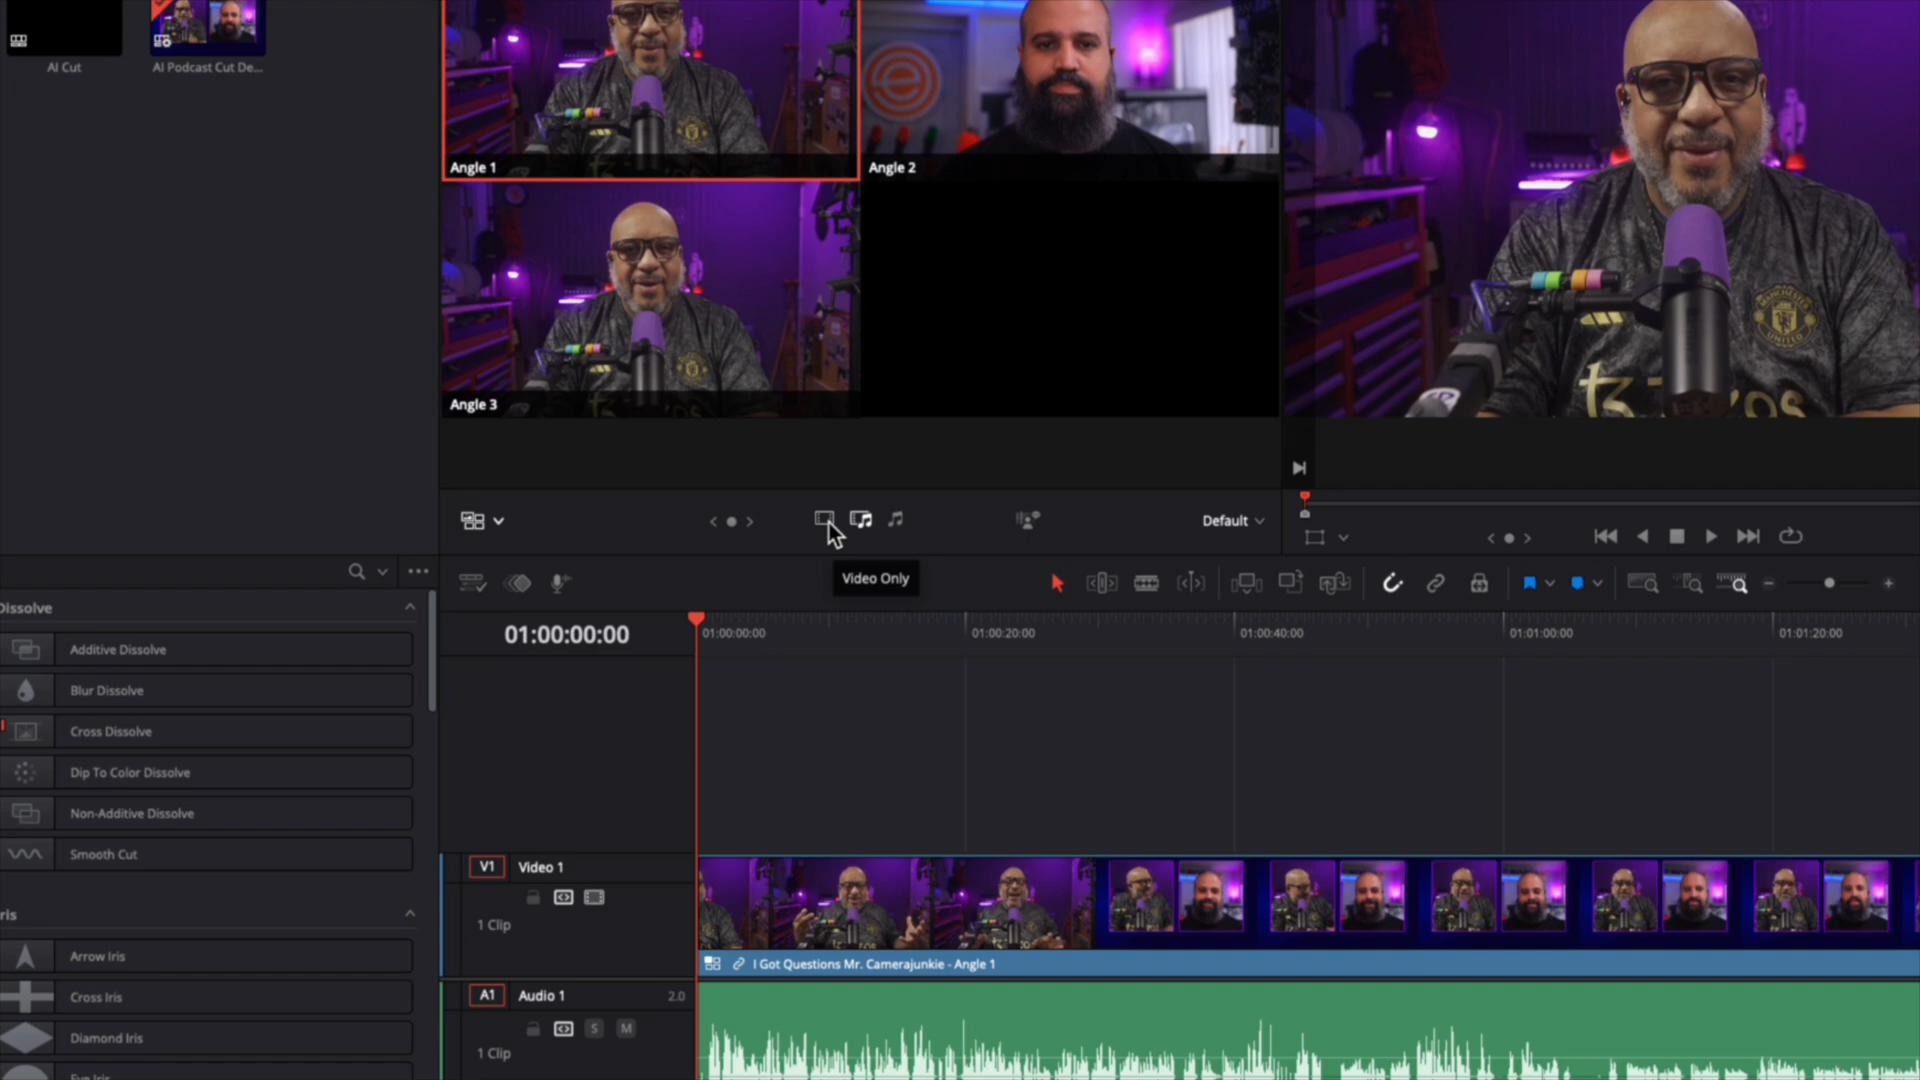 AI Cut
AI Podcast Cut De...
Angle 1
Angle 2
Angle 3
MANCHESTER
UNITED
Default
Video Only
Dissolve
Additive Dissolve
Blur Dissolve
Cross Dissolve
Dip To Color Dissolve
Non-Additive Dissolve
Smooth Cut
ris
Arrow Iris
Cross Iris
Diamond Iris
Eye Iris
01:00:00:00
01:00:00:00
01:00:20:00
01:00:40:00
01:01:00:00
01:01:20:00
V1
Video 1
1 Clip
I Got Questions Mr. Camerajunkie - Angle 1
A1
Audio 1
2.0
S
M
1 Clip